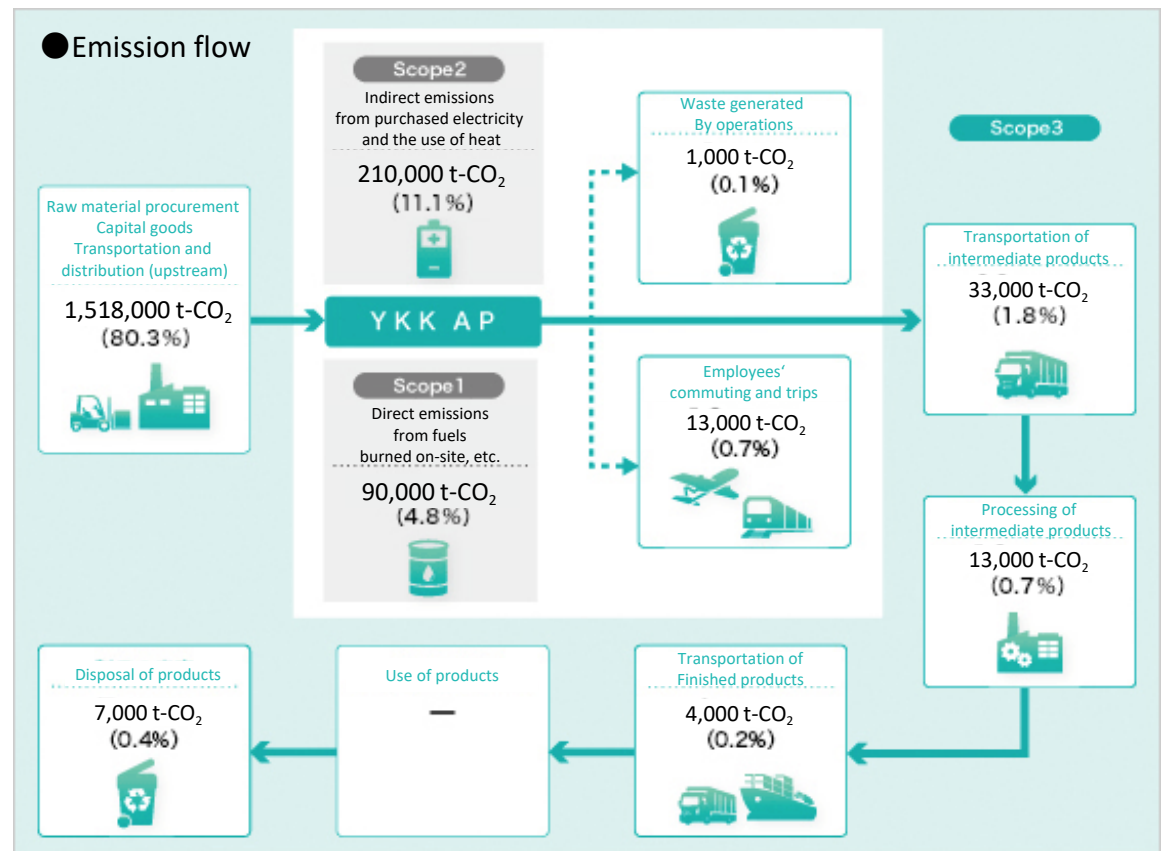 ●Emission flow
Scope2
Indirect emissions
from purchased electricity
and the use of heat
210,000 t-CO₂
(11.1%)
Waste generated
By operations
1,000 t-CO₂
(0.1%)
Scope3
Raw material procurement
Capital goods
Transportation and
distribution (upstream)
1,518,000 t-CO₂
(80.3%)
YKK AP
Transportation of
intermediate products
33,000 t-CO₂
(1.8%)
Scope1
Direct emissions
from fuels
burned on-site, etc.
90,000 t-CO₂
(4.8%)
Employees‘
commuting and trips
13,000 t-CO₂
(0.7%)
Processing of
intermediate products
13,000 t-CO₂
(0.7%)
Transportation of
Finished products
4,000 t-CO₂
(0.2%)
Use of products
—
Disposal of products
7,000 t-CO₂
(0.4%)